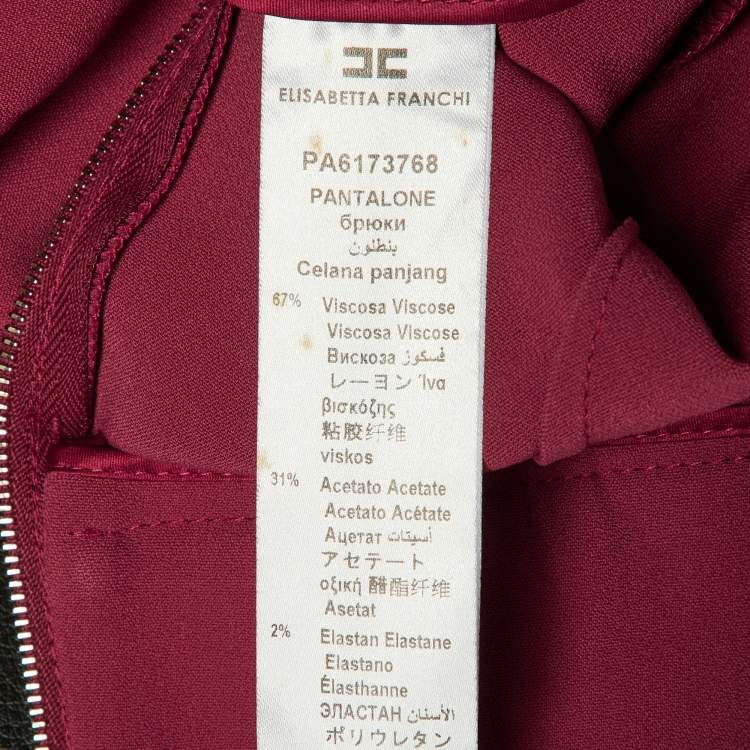 ELISABETTA FRANCHI
PA6173768
PANTALONE
брюки
بنطلون
Celana panjang
67% Viscosa Viscose
Viscosa Viscose
Вискоза فسكوز
レーヨン Ίνα
βισκόζης
粘胶纤维
viskos
31% Acetato Acetate
Acetato Acétate
Ацетат أسيتات
アセテート
οξική 醋酯纤维
Asetat
2% Elastan Elastane
Elastano
Élasthanne
ЭЛАСТАН الأستان
ポリウレタン